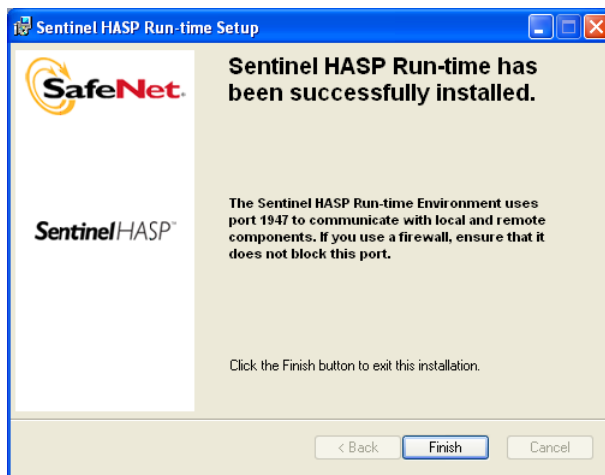 Sentinel HASP Run-time Setup
SafeNet.
Sentinel HASP Run-time has
been successfully installed.
The Sentinel HASP Run-time Environment uses
port 1947 to communicate with local and remote
components. If you use a firewall, ensure that it
does not block this port.
SentinelHASP™
Click the Finish button to exit this installation.
< Back Finish Cancel